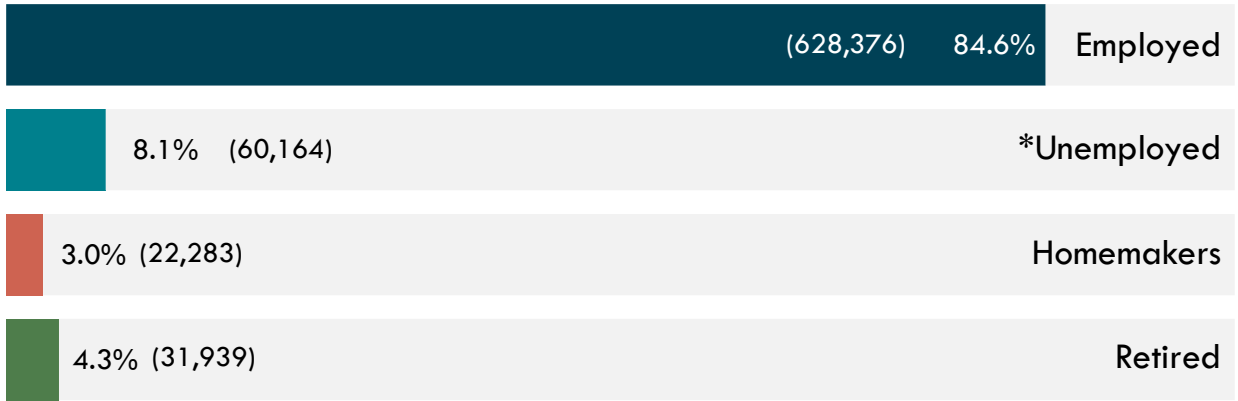 (628,376) 84.6% Employed
8.1% (60,164) *Unemployed
3.0% (22,283) Homemakers
4.3% (31,939) Retired